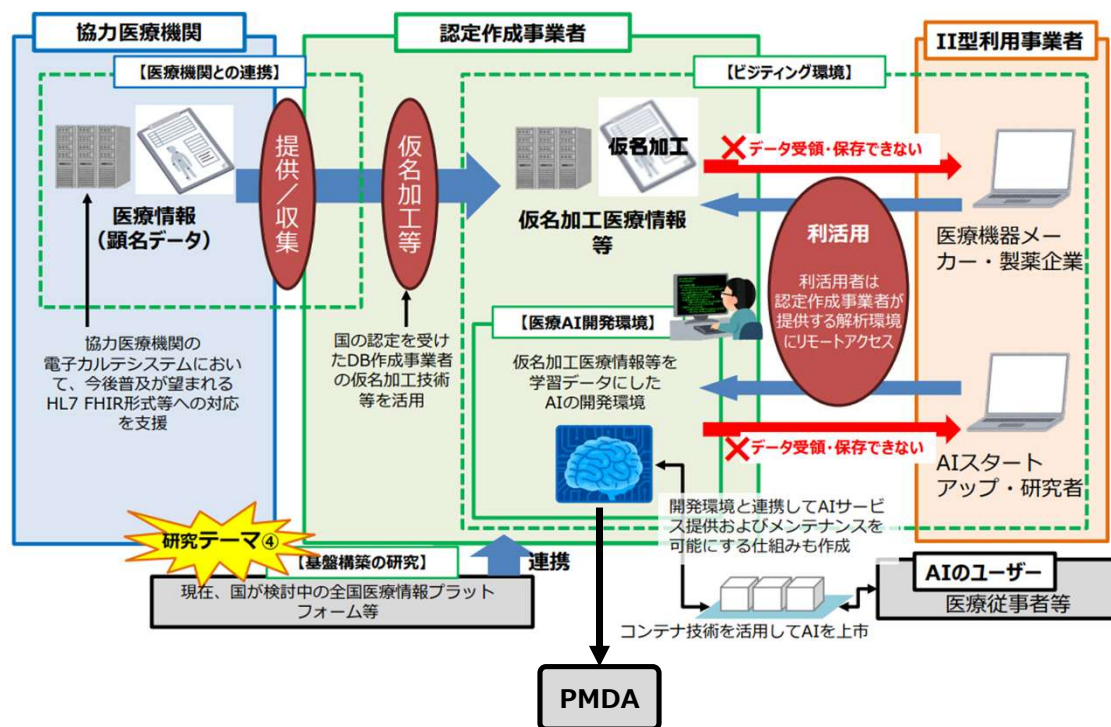 協力医療機関
認定作成事業者
II型利用事業者
【医療機関との連携】
【ビジティング環境】
医療情報
（顕名データ）
提供／収集
仮名加工等
仮名加工
仮名加工医療情報
等
データ受領・保存できない
利活用
利活用者は
認定作成事業者が
提供する解析環境
にリモートアクセス
医療機器メー
カー・製薬企業
協力医療機関の
電子カルテシステムにおい
て、今後普及が望まれる
HL7 FHIR形式等への対応
を支援
国の認定を受け
たDB作成事業者
の仮名加工技術
等を活用
【医療AI開発環境】
仮名加工医療情報等を
学習データにした
AIの開発環境
データ受領・保存できない
AIスタート
アップ・研究者
開発環境と連携してAIサービ
ス提供およびメンテナンスを
可能にする仕組みも作成
研究テーマ④
【基盤構築の研究】
連携
現在、国が検討中の全国医療情報プラット
フォーム等
AIのユーザー
医療従事者等
コンテナ技術を活用してAIを上市
PMDA